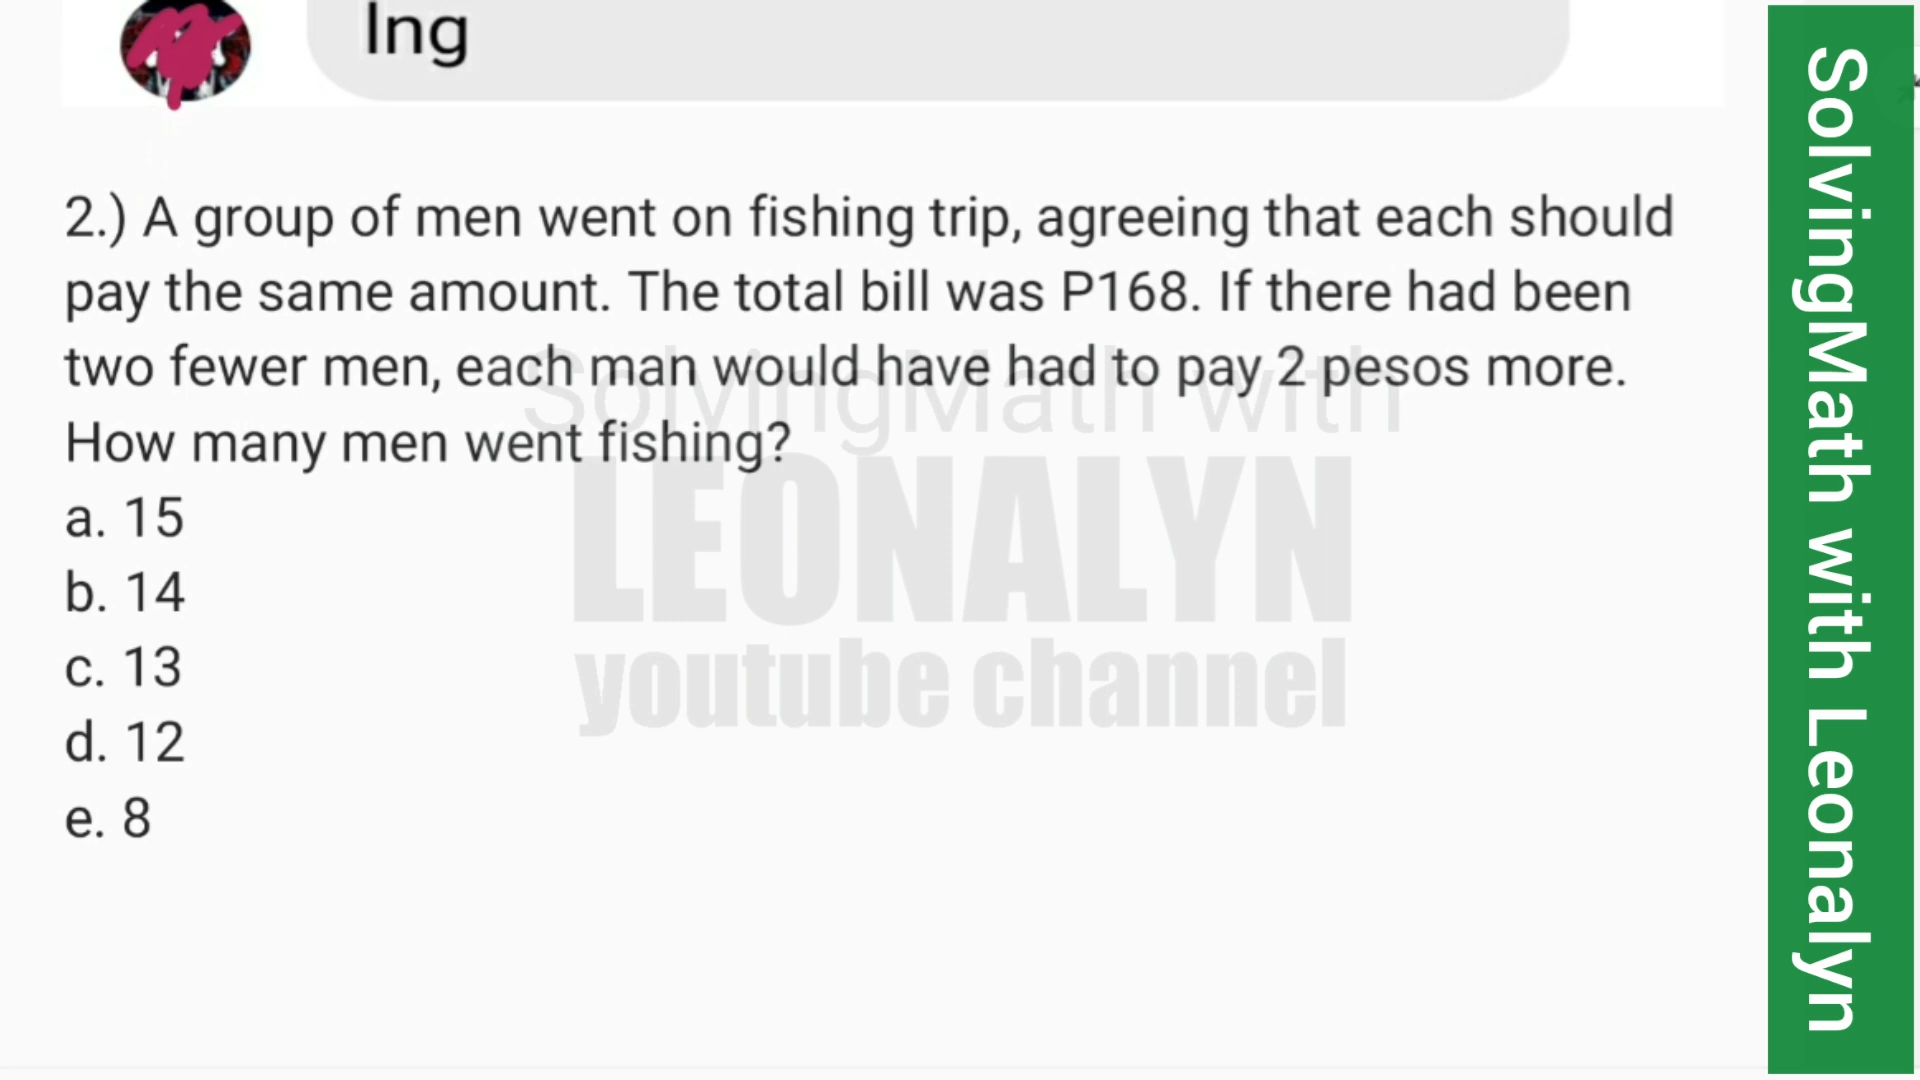 Ing
2.) A group of men went on fishing trip, agreeing that each should
pay the same amount. The total bill was P168. If there had been
two fewer men, each man would have had to pay 2 pesos more.
How many men went fishing?
a. 15
b. 14
c. 13
d. 12
e. 8
SolvingMath with
LEONALYN
youtube channel
SolvingMath with Leonalyn